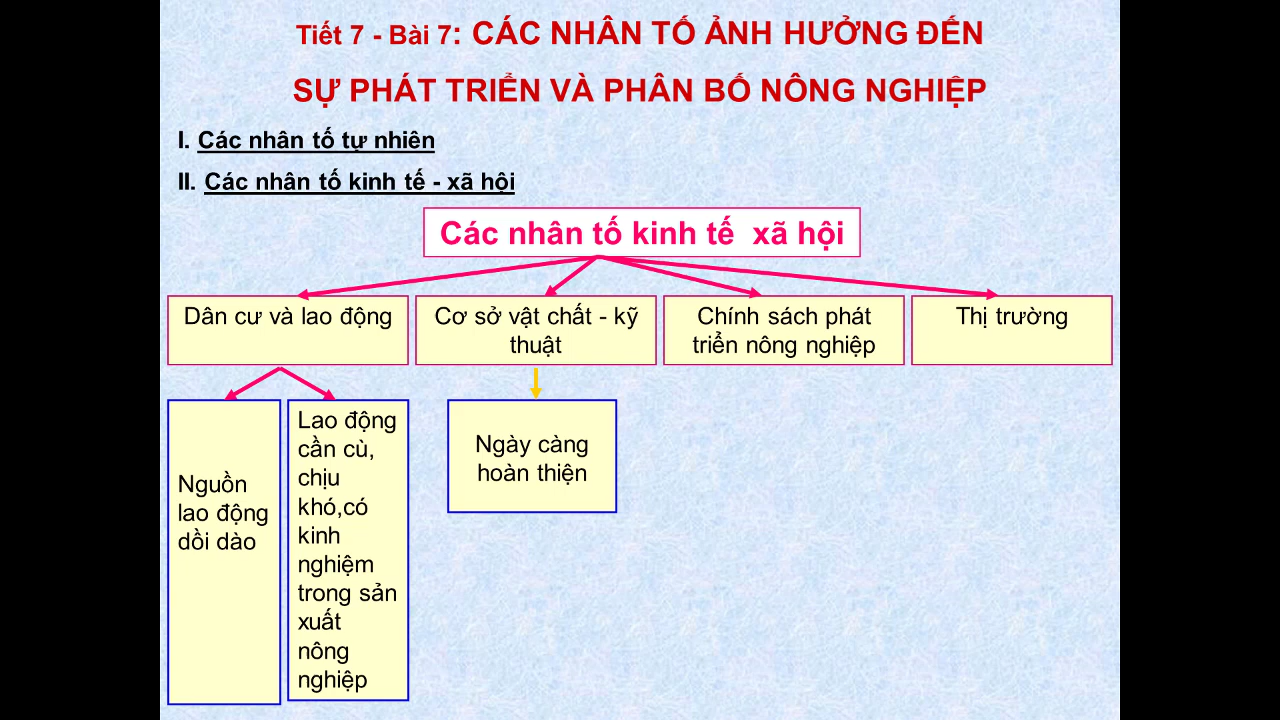 Tiết 7 - Bài 7: CÁC NHÂN TỐ ẢNH HƯỞNG ĐẾN
SỰ PHÁT TRIỂN VÀ PHÂN BỐ NÔNG NGHIỆP
I. Các nhân tố tự nhiên
II. Các nhân tố kinh tế - xã hội
Các nhân tố kinh tế xã hội
Dân cư và lao động
Cơ sở vật chất - kỹ
thuật
Chính sách phát
triển nông nghiệp
Thị trường
Nguồn
lao động
dồi dào
Lao động
cần cù,
chịu
khó,có
kinh
nghiệm
trong sản
xuất
nông
nghiệp
Ngày càng
hoàn thiện